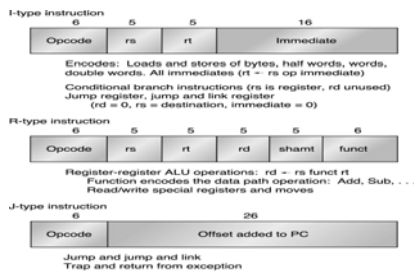 I-type instruction
6 5 5 16
Opcode rs rt Immediate
Encodes: Loads and stores of bytes, half words, words,
double words. All immediates (rt ← rs op immediate)
Conditional branch instructions (rs is register, rd unused)
Jump register, jump and link register
(rd = 0, rs = destination, immediate = 0)
R-type instruction
6 5 5 5 5 6
Opcode rs rt rd shamt funct
Register-register ALU operations: rd ← rs funct rt
Function encodes the data path operation: Add, Sub, . . .
Read/write special registers and moves
J-type instruction
6 26
Opcode Offset added to PC
Jump and jump and link
Trap and return from exception